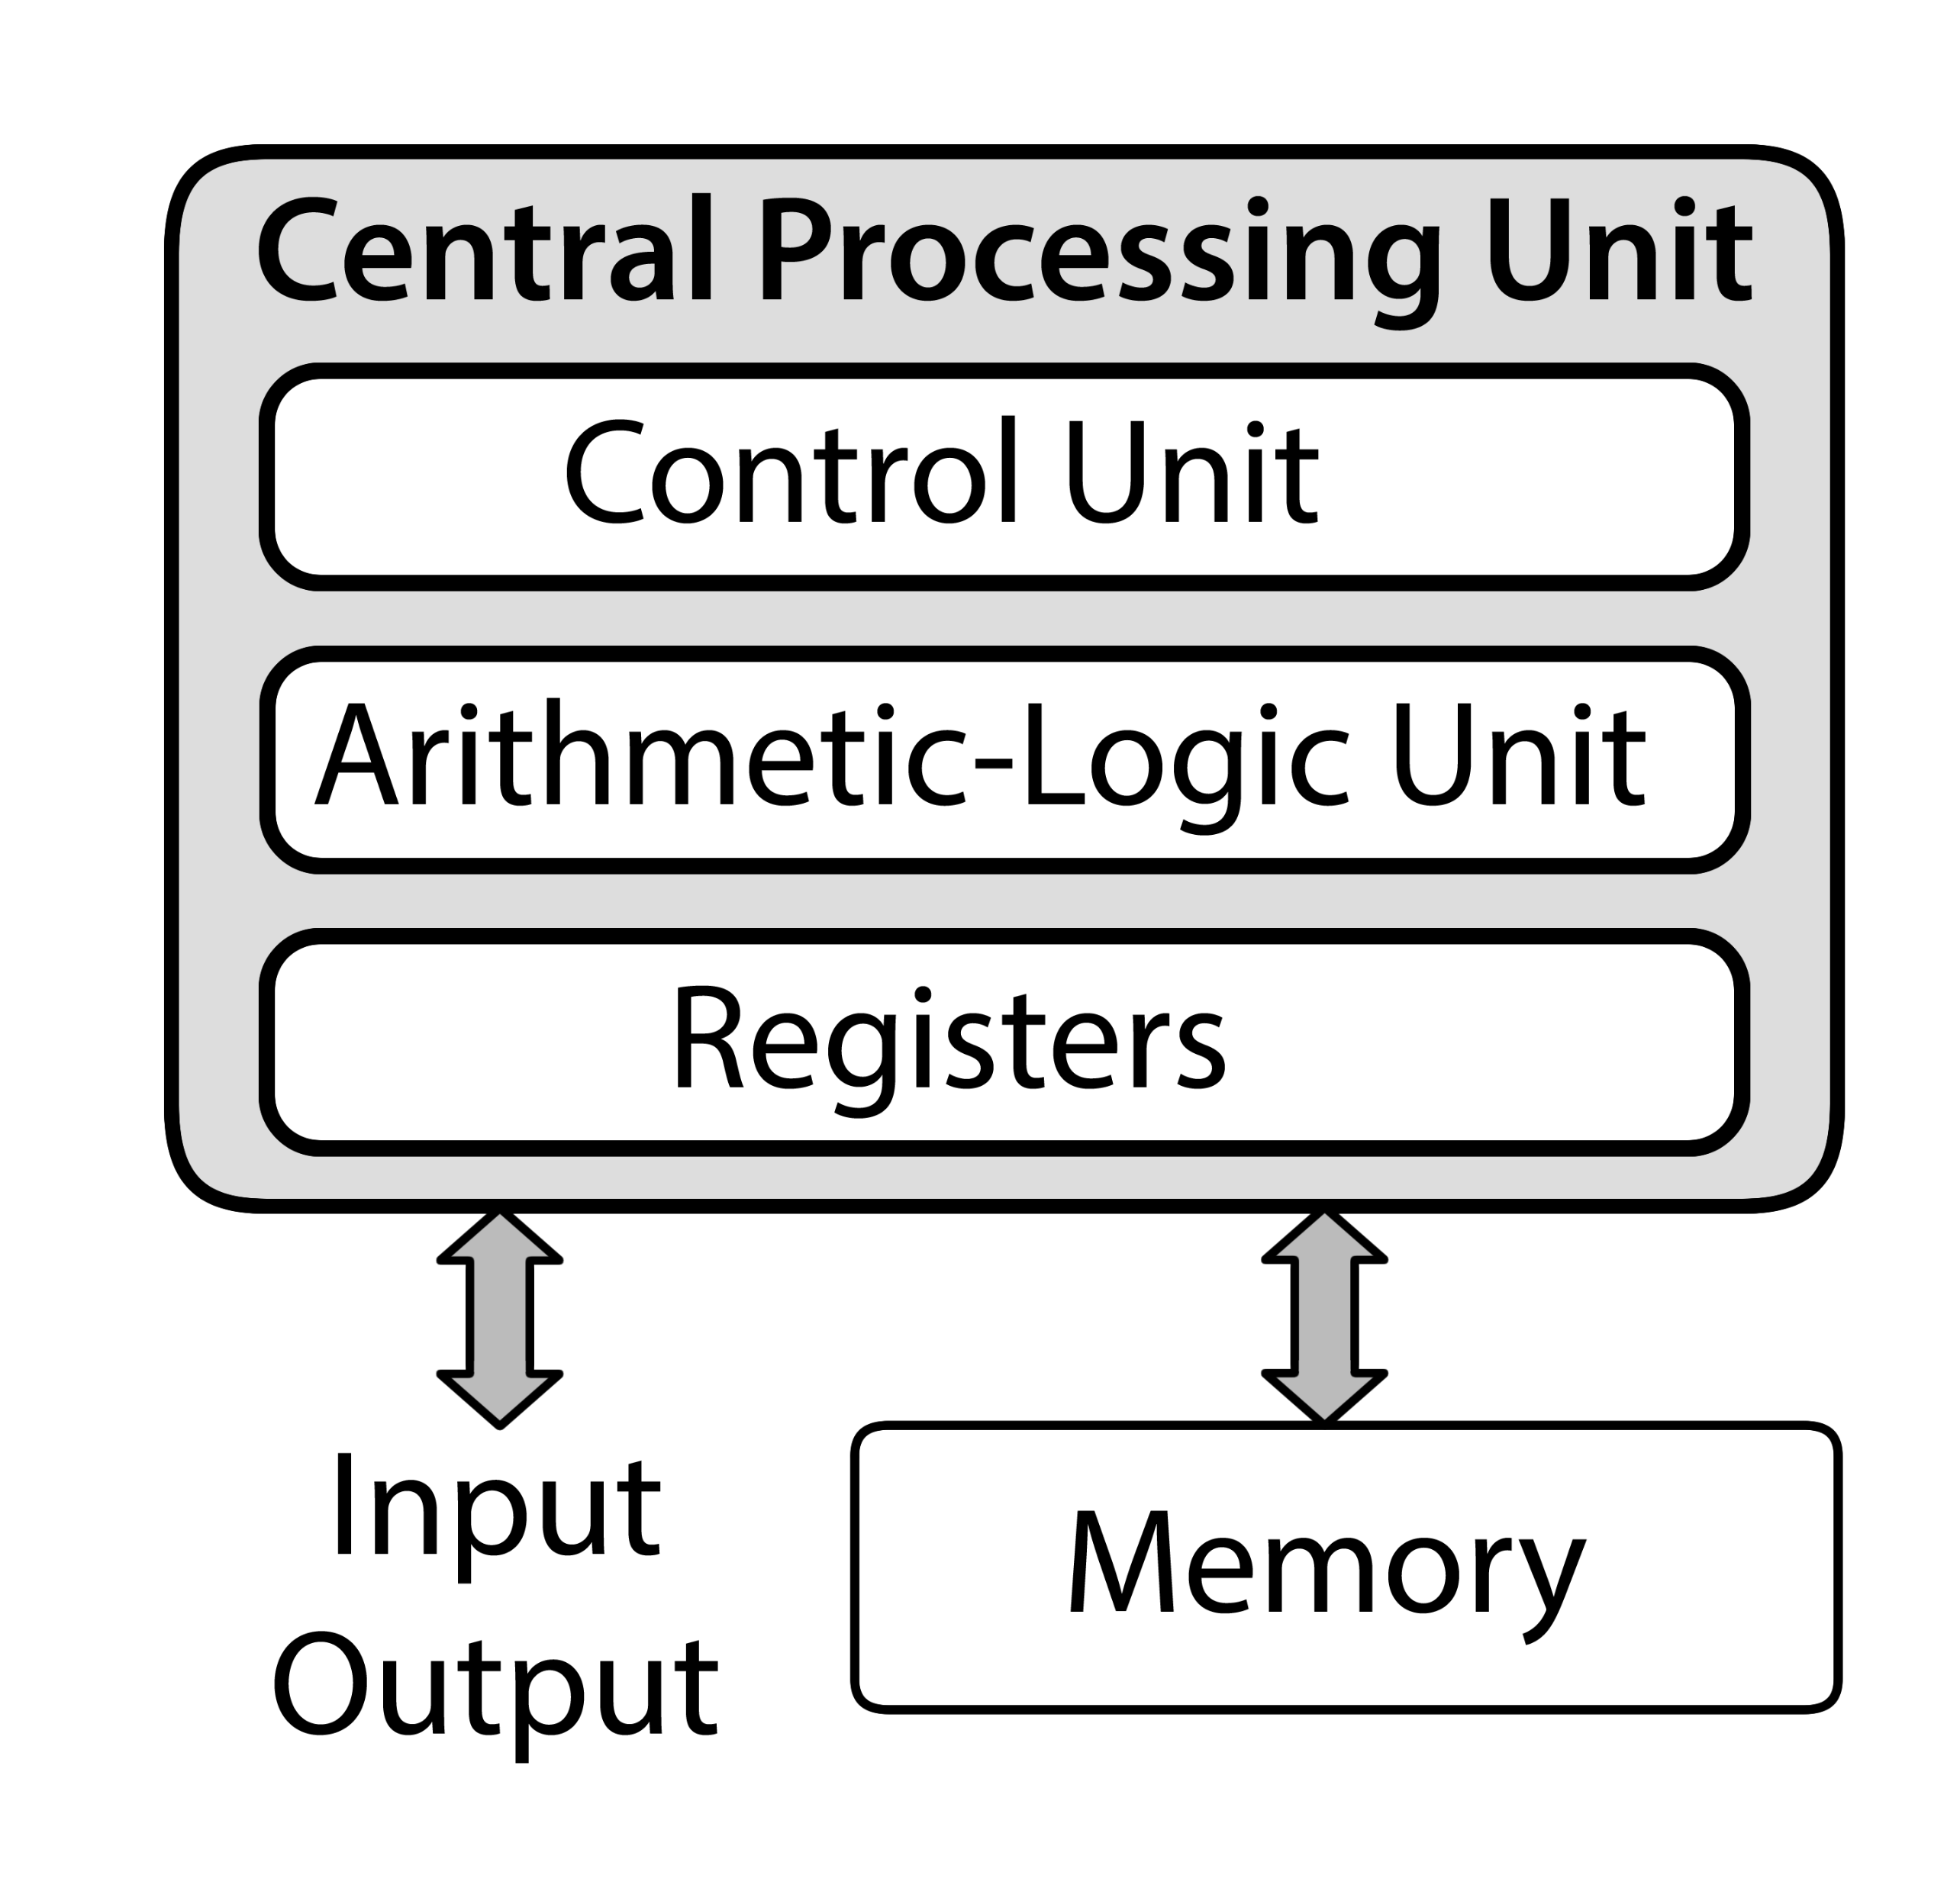 Central Processing Unit
Control Unit
Arithmetic-Logic Unit
Registers
Input
Output
Memory